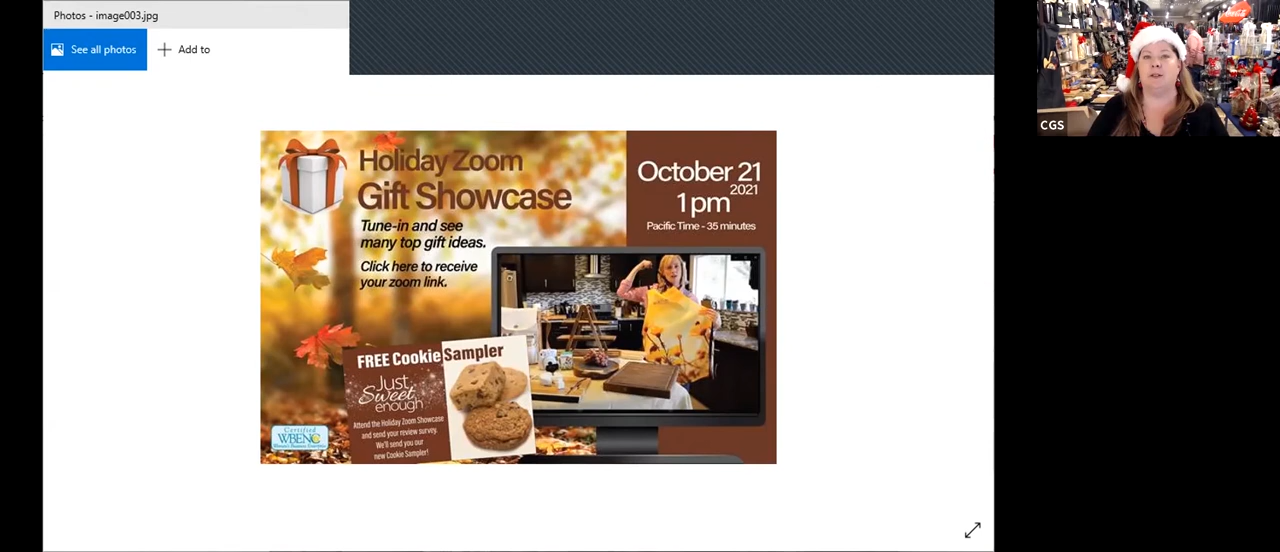 Photos - image003.jpg
See all photos
Add to
CGS
Holiday Zoom
Gift Showcase
Tune-in and see
many top gift ideas.
Click here to receive
your zoom link.
October 21
2021
1pm
Pacific Time - 35 minutes
FREE Cookie Sampler
Just
Sweet
enough
Attend the Holiday Zoom Showcase
and send your review survey.
We'll send you our
new Cookie Sampler!
Certified
WBENC
Women's Business Enterprise